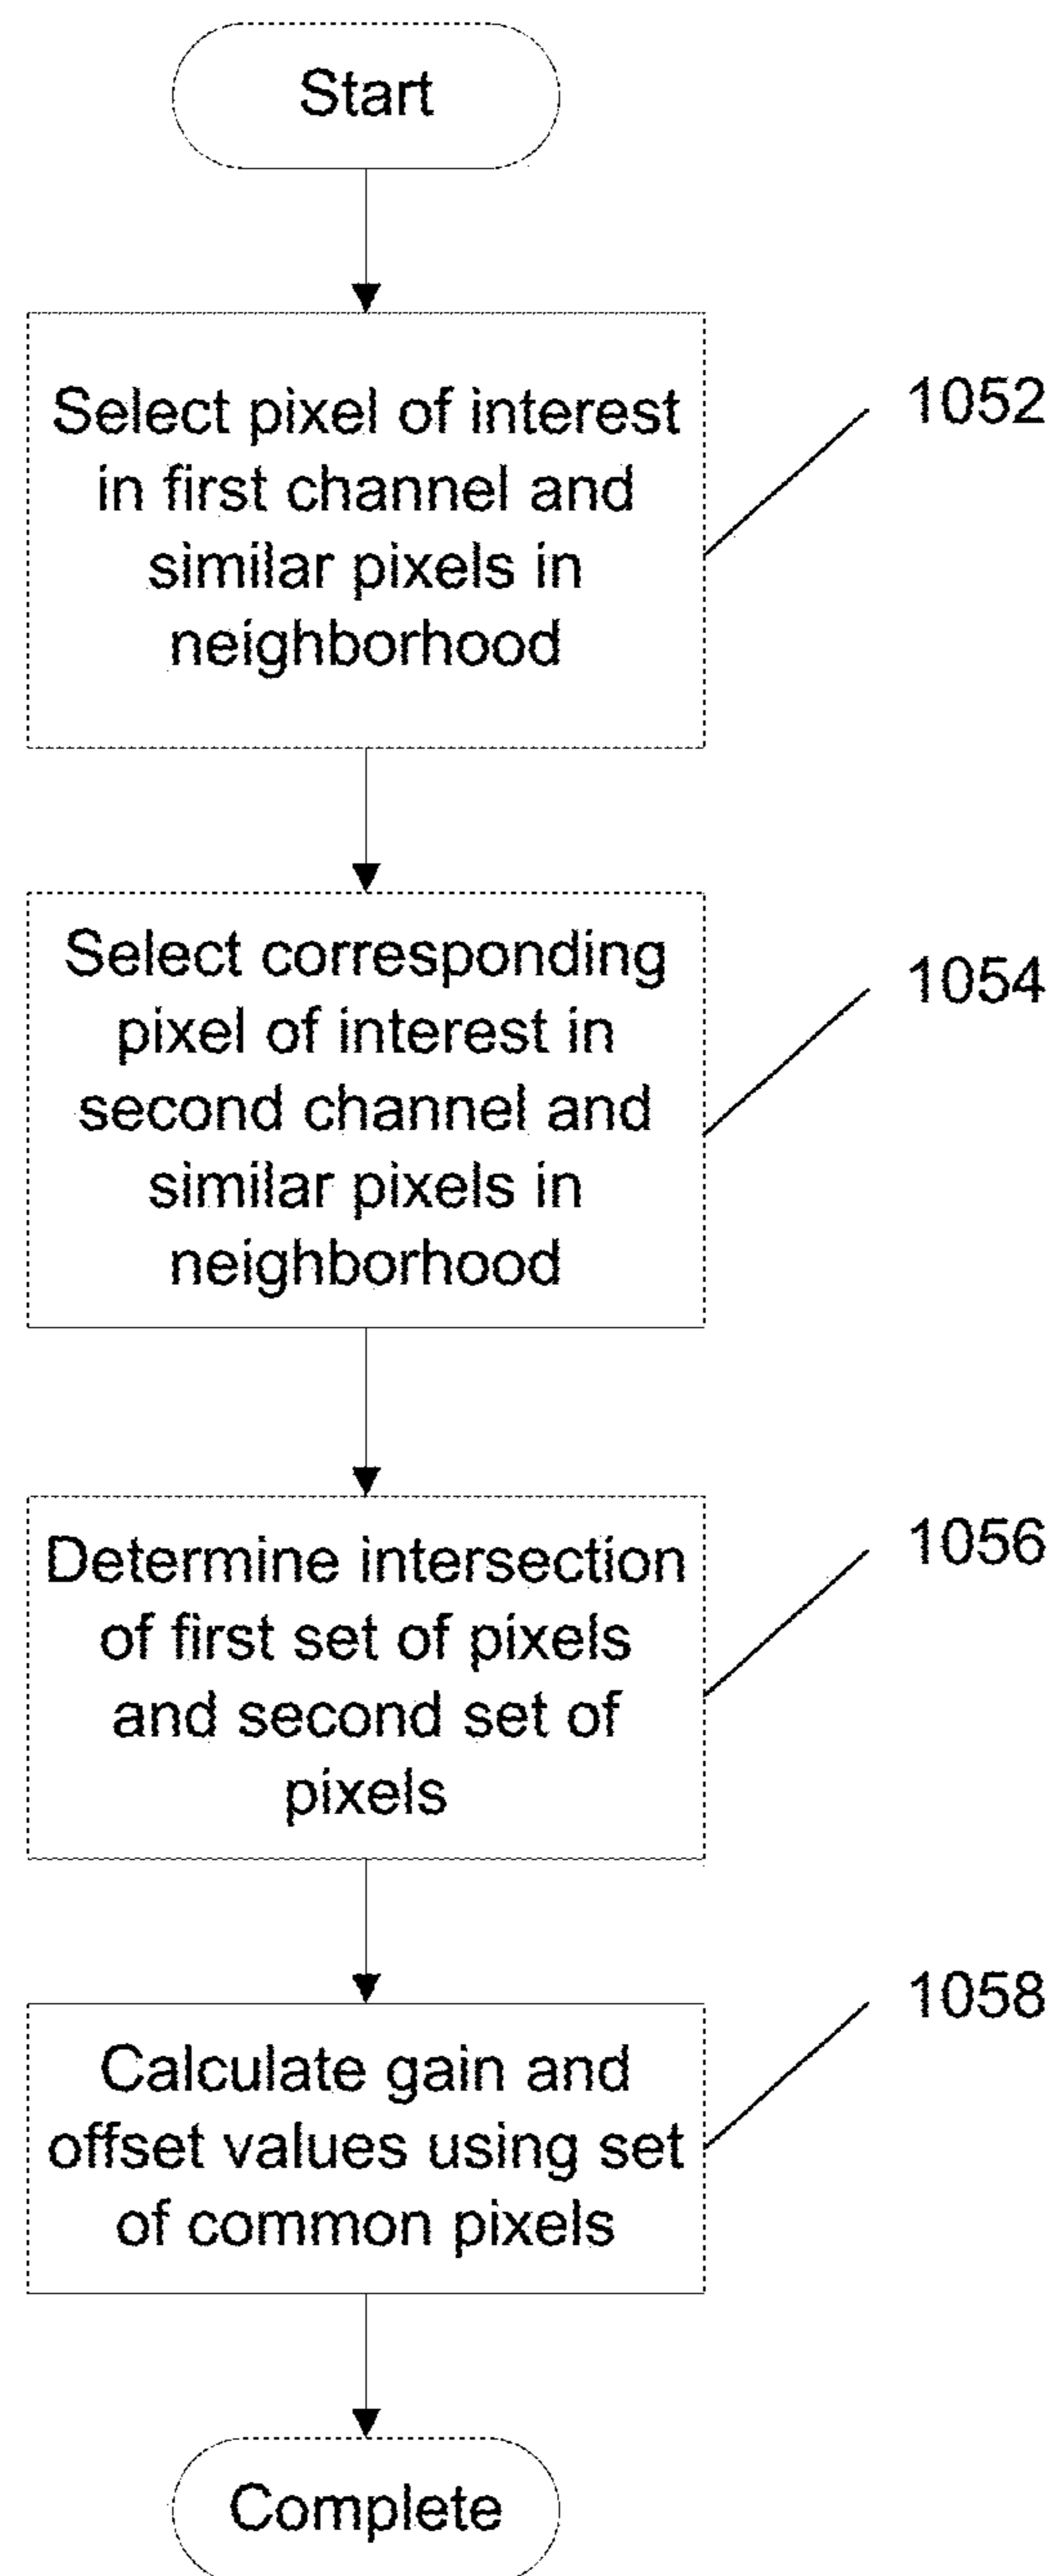 Start
Select pixel of interest
in first channel and
similar pixels in
neighborhood
1052
Select corresponding
pixel of interest in
second channel and
similar pixels in
neighborhood
1054
Determine intersection
of first set of pixels
and second set of
pixels
1056
Calculate gain and
offset values using set
of common pixels
1058
Complete